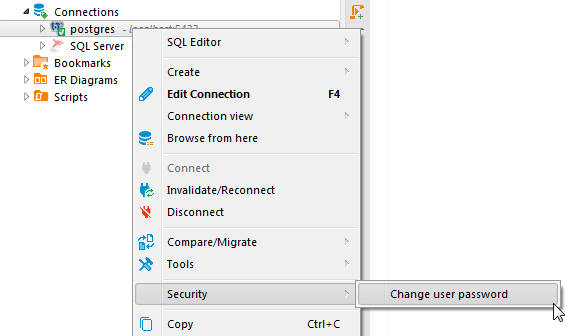 Connections
postgres - localhost:5433
SQL Server
Bookmarks
ER Diagrams
Scripts
SQL Editor
Create
Edit Connection F4
Connection view
Browse from here
Connect
Invalidate/Reconnect
Disconnect
Compare/Migrate
Tools
Security
Change user password
Copy Ctrl+C